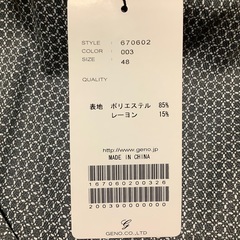 STYLE : 670602
COLOR : 003
SIZE : 48
QUALITY
表地 ポリエステル 85%
レーヨン 15%
http://www.geno.jp
MADE IN CHINA
167060200328
200390000000
GENO.CO.,LTD